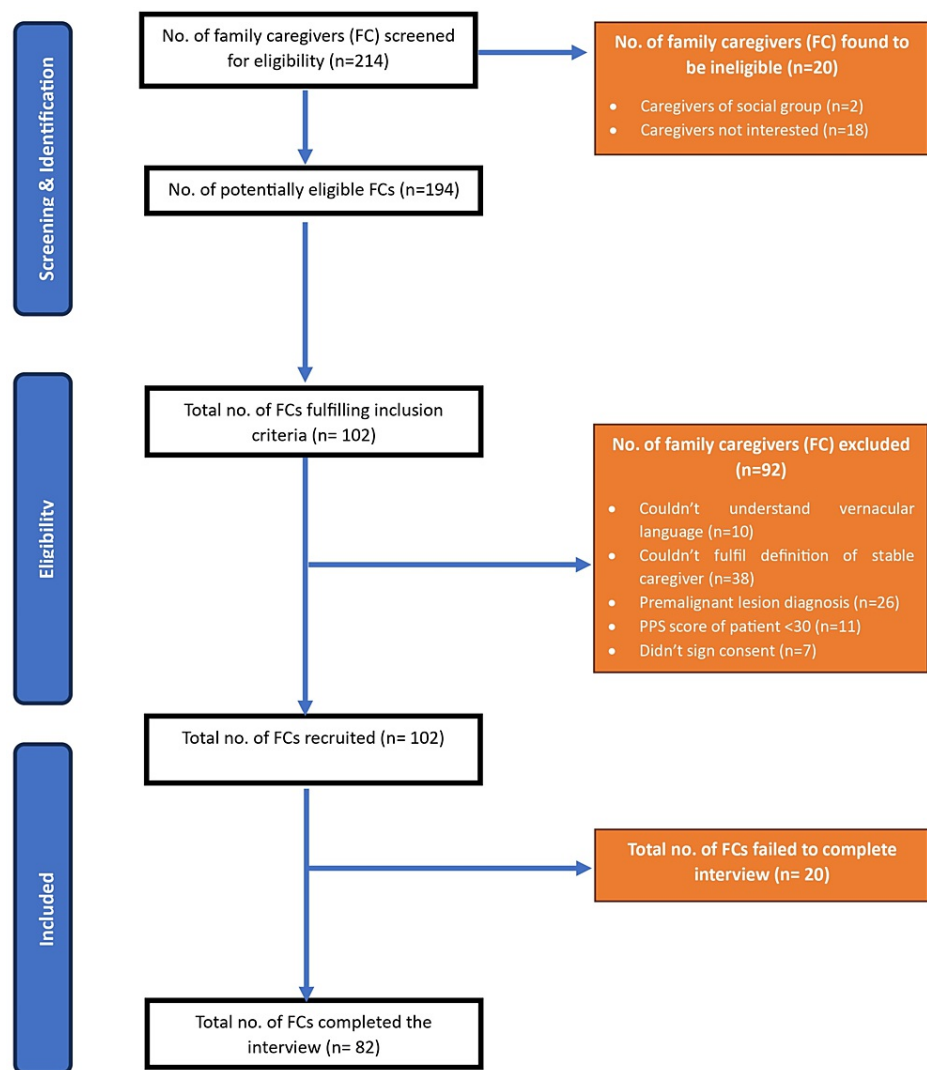 Screening & Identification
No. of family caregivers (FC) screened
for eligibility (n=214)
No. of family caregivers (FC) found to
be ineligible (n=20)
• Caregivers of social group (n=2)
• Caregivers not interested (n=18)
No. of potentially eligible FCs (n=194)
Eligibility
Total no. of FCs fulfilling inclusion
criteria (n= 102)
No. of family caregivers (FC) excluded
(n=92)
• Couldn't understand vernacular
language (n=10)
• Couldn't fulfil definition of stable
caregiver (n=38)
• Premalignant lesion diagnosis (n=26)
• PPS score of patient <30 (n=11)
• Didn't sign consent (n=7)
Included
Total no. of FCs recruited (n= 102)
Total no. of FCs failed to complete
interview (n= 20)
Total no. of FCs completed the
interview (n= 82)